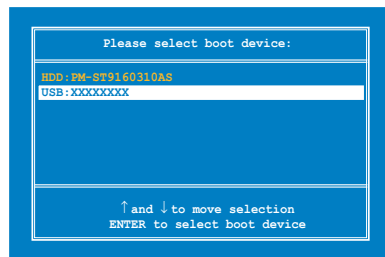 Please select boot device:
HDD:PM-ST9160310AS
USB:XXXXXXXX
↑and ↓to move selection
ENTER to select boot device